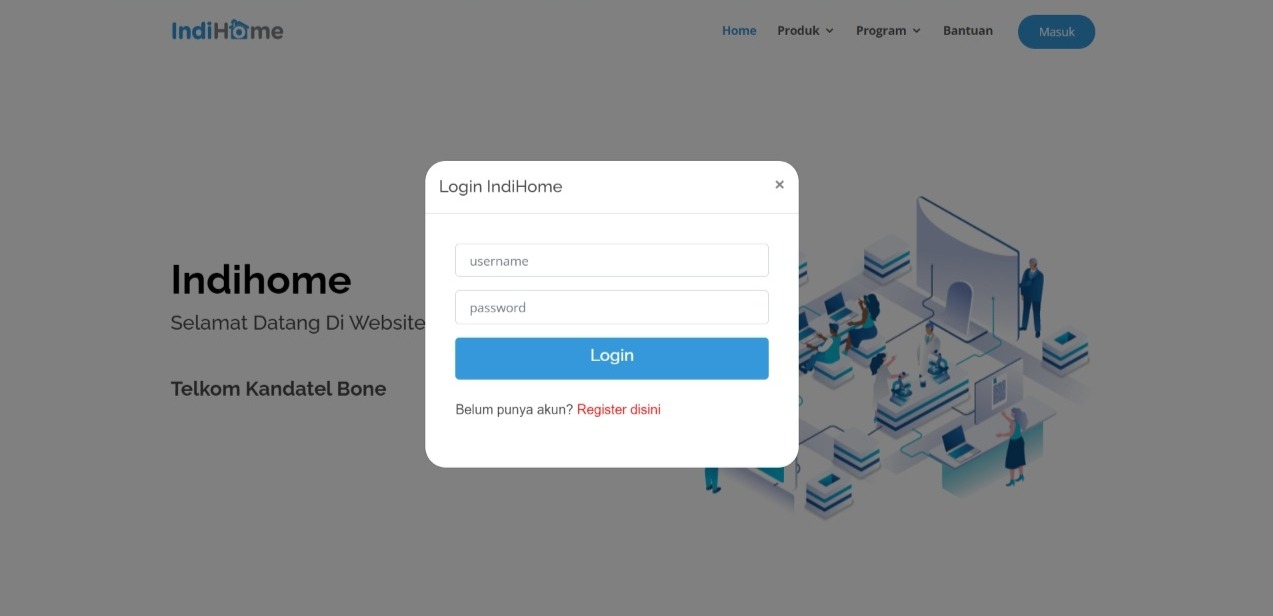 IndiHome
Home Produk Program Bantuan Masuk
Login IndiHome ×
username
password
Login
Belum punya akun? Register disini
Indihome
Selamat Datang Di Website
Telkom Kandatel Bone